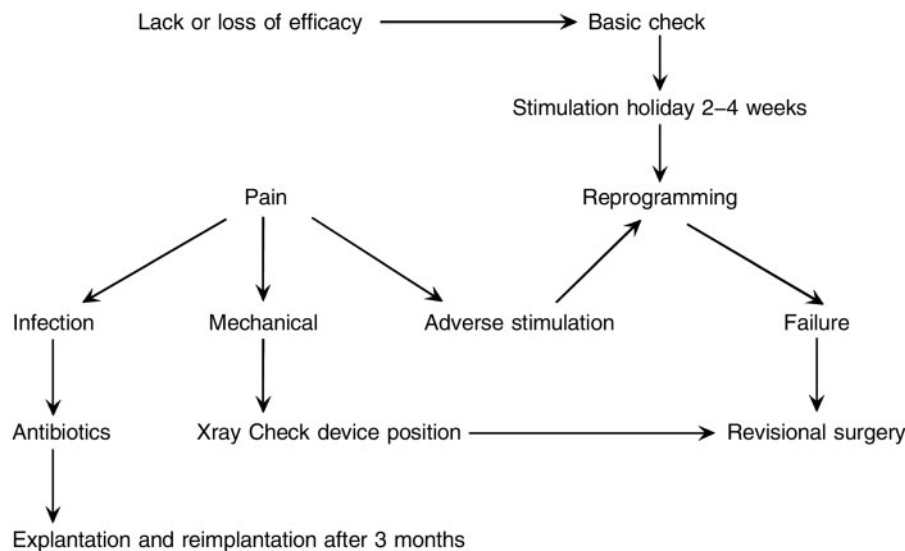 Lack or loss of efficacy
Basic check
Stimulation holiday 2–4 weeks
Pain
Reprogramming
Infection
Mechanical
Adverse stimulation
Failure
Antibiotics
Xray Check device position
Revisional surgery
Explantation and reimplantation after 3 months